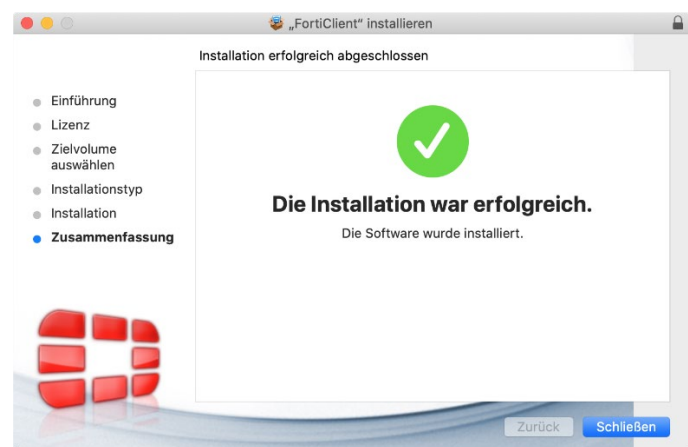 „FortiClient“ installieren
Installation erfolgreich abgeschlossen
Einführung
Lizenz
Zielvolume
auswählen
Installationstyp
Installation
Zusammenfassung
Die Installation war erfolgreich.
Die Software wurde installiert.
Zurück
Schließen